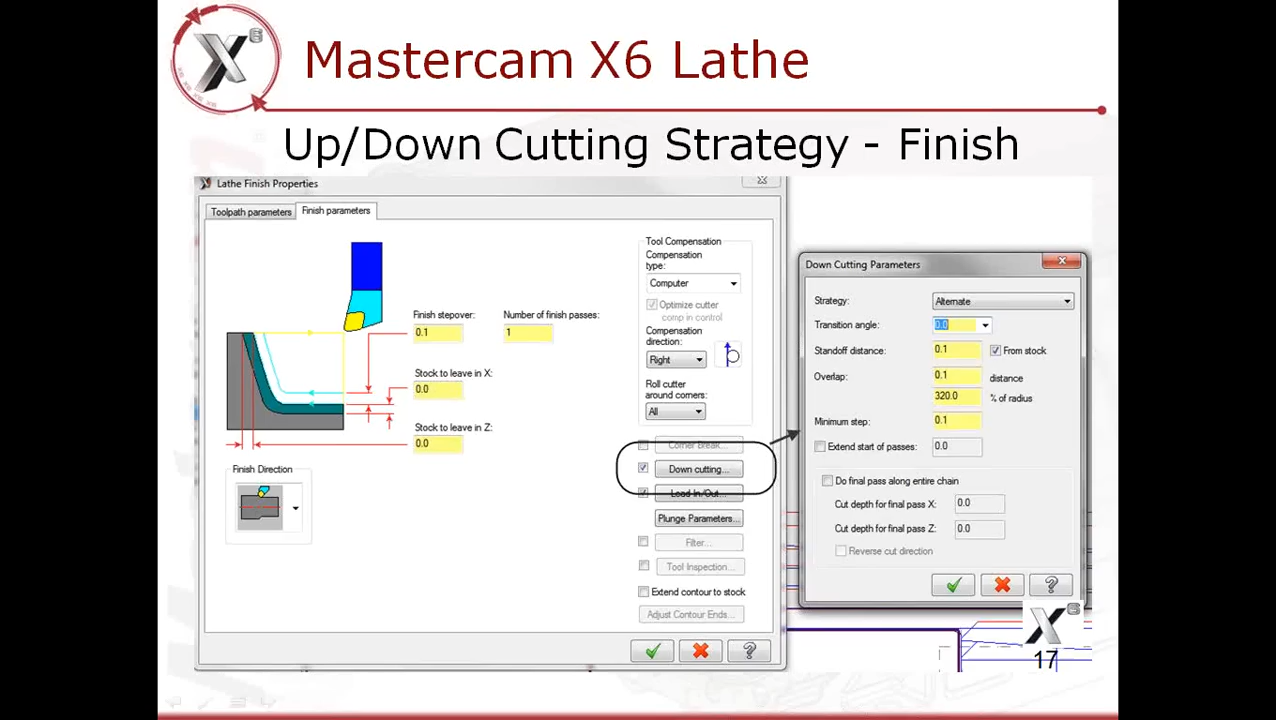 Mastercam X6 Lathe
Up/Down Cutting Strategy - Finish
Lathe Finish Properties
Toolpath parameters
Finish parameters
Finish stepover:
0.1
Number of finish passes:
1
Stock to leave in X:
0.0
Stock to leave in Z:
0.0
Finish Direction
Tool Compensation
Compensation
type:
Computer
Optimize cutter
comp in control
Compensation
direction:
Right
Roll cutter
around corners:
All
Corner Break...
Down cutting...
Lead In/Out...
Plunge Parameters...
Filter...
Tool Inspection...
Extend contour to stock
Adjust Contour Ends...
Down Cutting Parameters
Strategy:
Alternate
Transition angle:
0.0
Standoff distance:
0.1
From stock
Overlap:
0.1
distance
320.0
% of radius
Minimum step:
0.1
Extend start of passes:
0.0
Do final pass along entire chain
Cut depth for final pass X:
0.0
Cut depth for final pass Z:
0.0
Reverse cut direction
X6
17